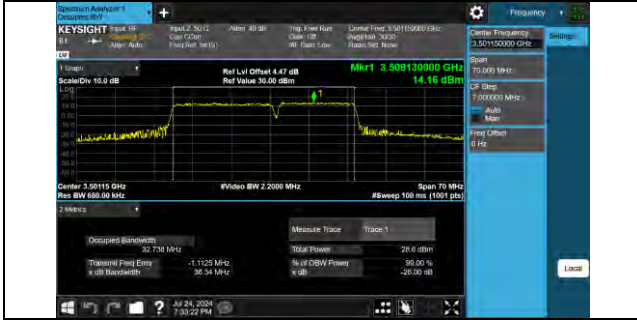 Spectrum Analyzer 1
Occupied BW
Frequency
KEYSIGHT Input: RF
Input Z: 50 Ω
Atten: 40 dB
Trig: Free Run
Center Freq: 3.501150000 GHz
Gate: Off
Align: Auto
Freq Ref: Int (S)
Radio Std: None
Center Frequency
3.501150000 GHz
Settings
Span
70.000 MHz
CF Step
7.000000 MHz
Auto
Man
Freq Offset
0 Hz
1 Graph
Scale/Div 10.0 dB
Ref Lvl Offset 4.47 dB
Ref Value 30.00 dBm
Mkr1 3.509130000 GHz
14.16 dBm
Log
1
Center 3.50115 GHz
Res BW 680.00 kHz
#Video BW 2.2000 MHz
Span 70 MHz
#Sweep 100 ms (1001 pts)
2 Metrics
Measure Trace
Trace 1
Occupied Bandwidth
32.738 MHz
Total Power
28.6 dBm
Transmit Freq Error
-1.1125 MHz
% of OBW Power
99.00 %
x dB Bandwidth
36.34 MHz
x dB
-26.00 dB
Local
?
Jul 24, 2024
7:33:22 PM